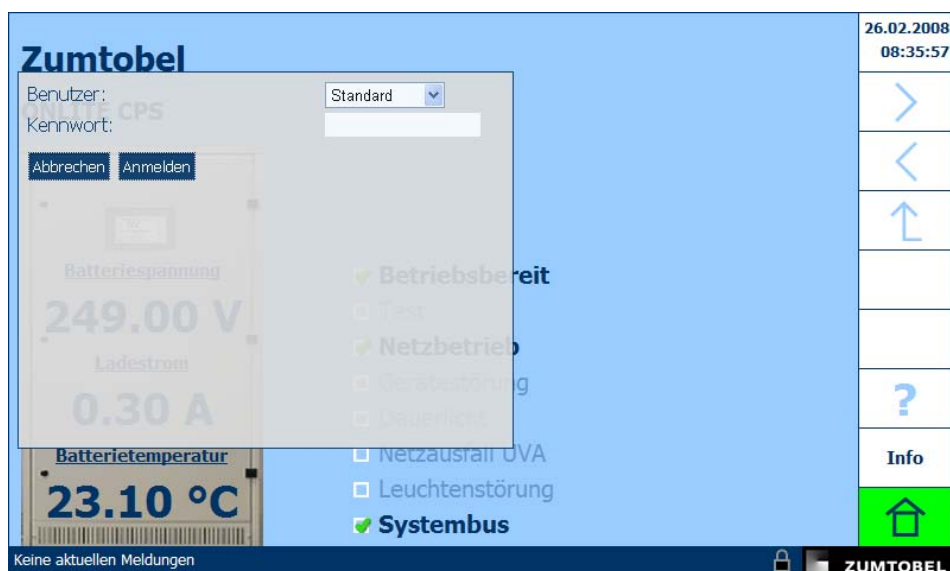 Zumtobel
ONLITE CPS
Benutzer:
Standard
Kennwort:
Abbrechen
Anmelden
Batteriespannung
249.00 V
Ladestrom
0.30 A
Batterietemperatur
23.10 °C
Betriebsbereit
Test
Netzbetrieb
Gerätestörung
Dauerlicht
Netzausfall UVA
Leuchtenstörung
Systembus
26.02.2008
08:35:57
?
Info
Keine aktuellen Meldungen
ZUMTOBEL